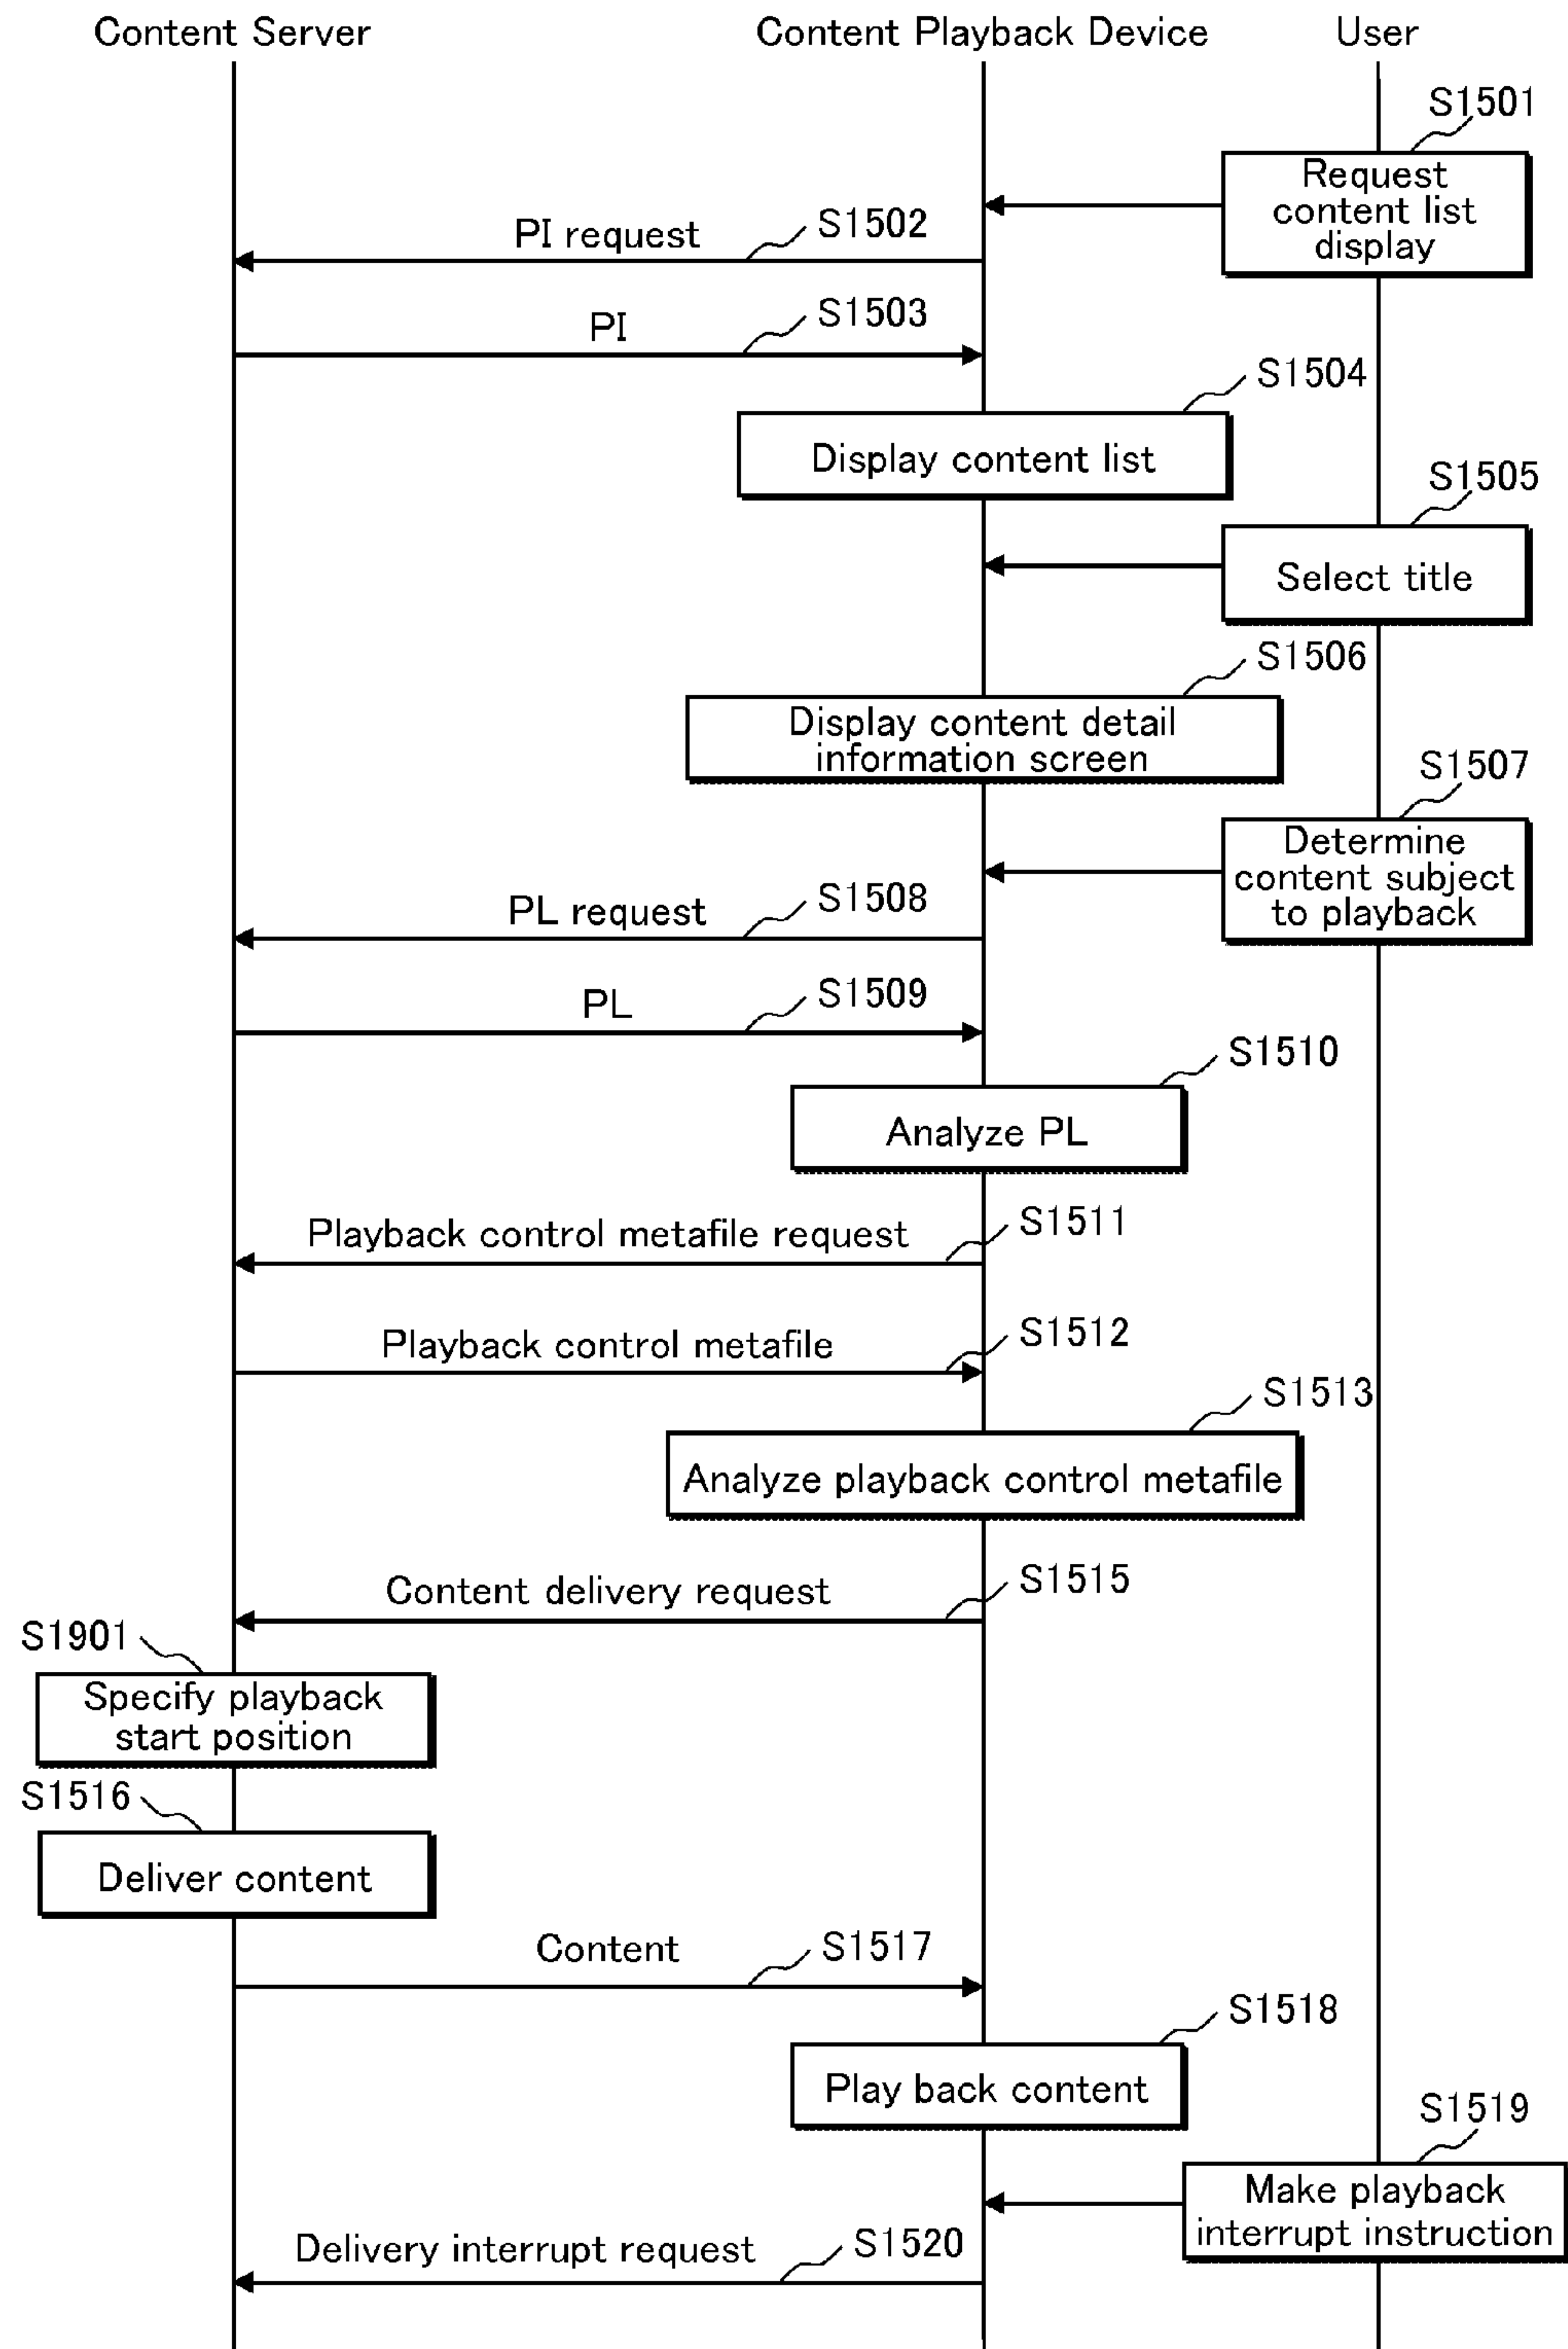 Content Server
Content Playback Device
User
S1501
Request
content list
display
PI request
S1502
PI
S1503
S1504
Display content list
S1505
Select title
S1506
Display content detail
information screen
S1507
Determine
content subject
to playback
PL request
S1508
PL
S1509
S1510
Analyze PL
S1511
Playback control metafile request
S1512
Playback control metafile
S1513
Analyze playback control metafile
S1515
Content delivery request
S1901
Specify playback
start position
S1516
Deliver content
Content
S1517
S1518
Play back content
S1519
Make playback
interrupt instruction
Delivery interrupt request
S1520